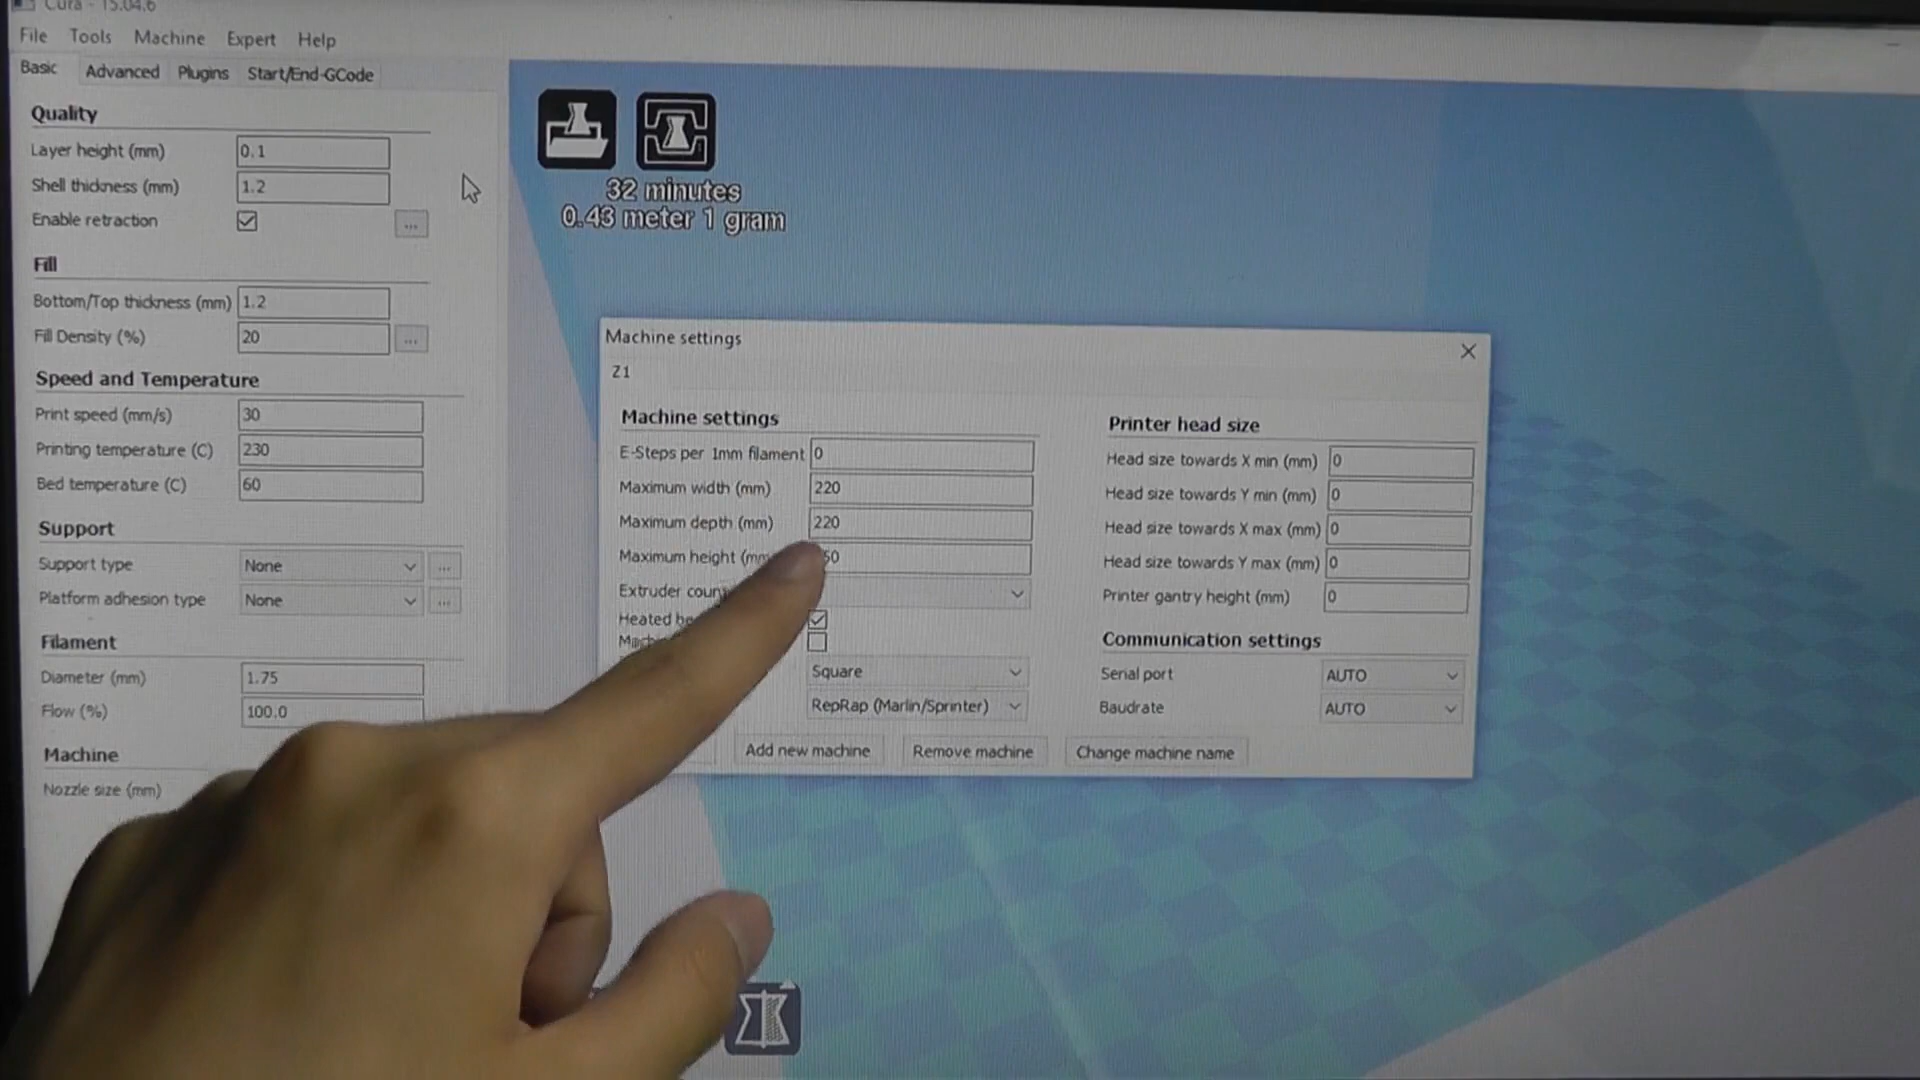 Cura - 15.04.6
File Tools Machine Expert Help
Basic Advanced Plugins Start/End-GCode
Quality
Layer height (mm) 0.1
Shell thickness (mm) 1.2
Enable retraction ...
Fill
Bottom/Top thickness (mm) 1.2
Fill Density (%) 20 ...
Speed and Temperature
Print speed (mm/s) 30
Printing temperature (C) 230
Bed temperature (C) 60
Support
Support type None ...
Platform adhesion type None ...
Filament
Diameter (mm) 1.75
Flow (%) 100.0
Machine
Nozzle size (mm)
32 minutes
0.43 meter 1 gram
Machine settings
Z1
Machine settings
E-Steps per 1mm filament 0
Maximum width (mm) 220
Maximum depth (mm) 220
Maximum height (mm
Extruder coun
Heated be
Square
RepRap (Marlin/Sprinter)
Printer head size
Head size towards X min (mm) 0
Head size towards Y min (mm) 0
Head size towards X max (mm) 0
Head size towards Y max (mm) 0
Printer gantry height (mm) 0
Communication settings
Serial port AUTO
Baudrate AUTO
Add new machine Remove machine Change machine name